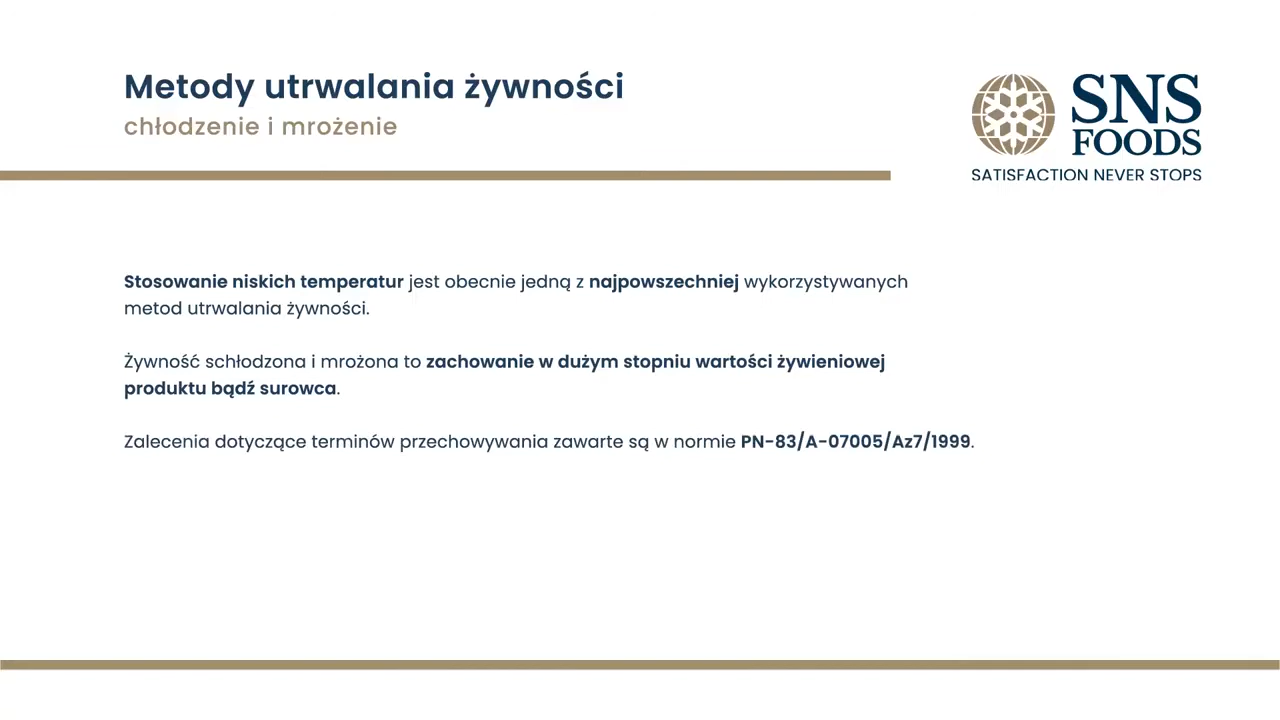 Metody utrwalania żywności
chłodzenie i mrożenie
SNS
FOODS
SATISFACTION NEVER STOPS
Stosowanie niskich temperatur jest obecnie jedną z najpowszechniej wykorzystywanych
metod utrwalania żywności.
Żywność schłodzona i mrożona to zachowanie w dużym stopniu wartości żywieniowej
produktu bądź surowca.
Zalecenia dotyczące terminów przechowywania zawarte są w normie PN-83/A-07005/Az7/1999.